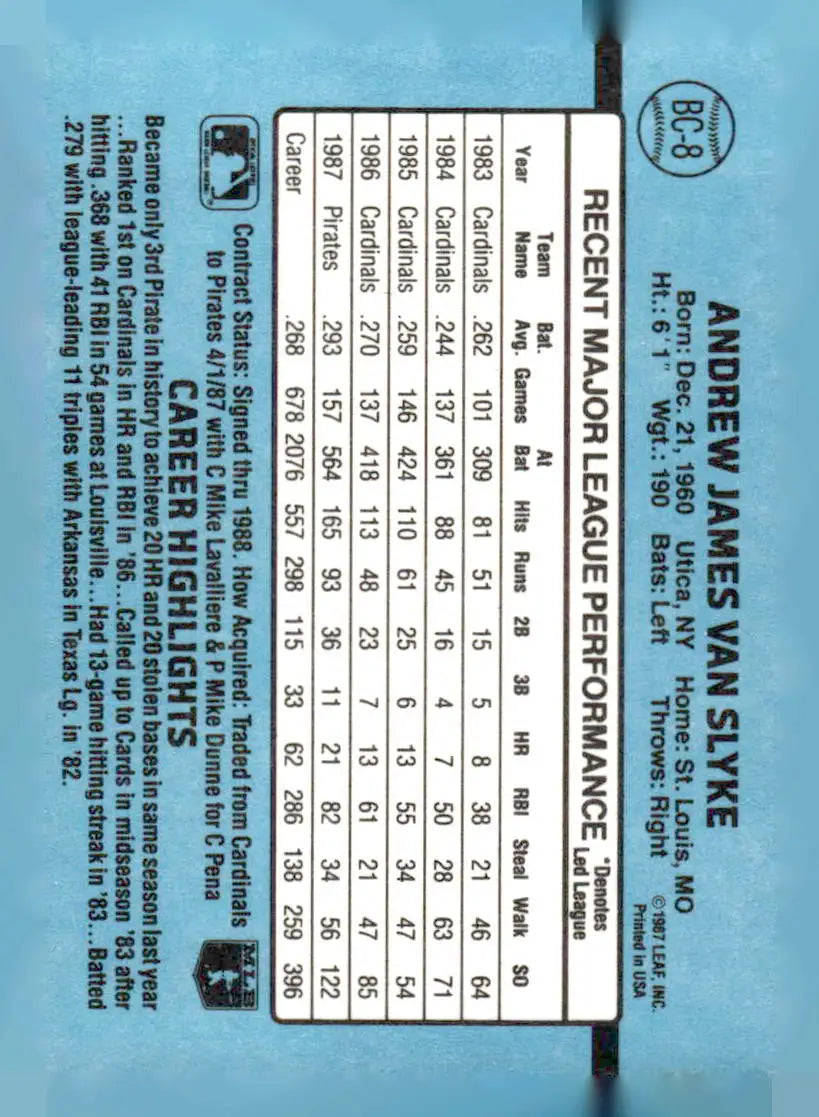 BC-8
ANDREW JAMES VAN SLYKE
Born: Dec. 21, 1960 Utica, NY Home: St. Louis, MO
Ht.: 6'1" Wgt.: 190 Bats: Left Throws: Right
©1987 LEAF, INC.
Printed in USA
RECENT MAJOR LEAGUE PERFORMANCE *Denotes Led League
Year Team Name Bat. Avg. Games At Bat Hits Runs 2B 3B HR RBI Steal Walk SO
1983 Cardinals .262 101 309 81 51 15 5 8 38 21 46 64
1984 Cardinals .244 137 361 88 45 16 4 7 50 28 63 71
1985 Cardinals .259 146 424 110 61 25 6 13 55 34 47 54
1986 Cardinals .270 137 418 113 48 23 7 13 61 21 47 85
1987 Pirates .293 157 564 165 93 36 11 21 82 34 56 122
Career .268 678 2076 557 298 115 33 62 286 138 259 396
Contract Status: Signed thru 1988. How Acquired: Traded from Cardinals
to Pirates 4/1/87 with C Mike Lavalliere & P Mike Dunne for C Pena
MLB
CAREER HIGHLIGHTS
Became only 3rd Pirate in history to achieve 20 HR and 20 stolen bases in same season last year
...Ranked 1st on Cardinals in HR and RBI in '86...Called up to Cards in midseason '83 after
hitting .368 with 41 RBI in 54 games at Louisville...Had 13-game hitting streak in '83...Batted
.279 with league-leading 11 triples with Arkansas in Texas Lg. in '82.